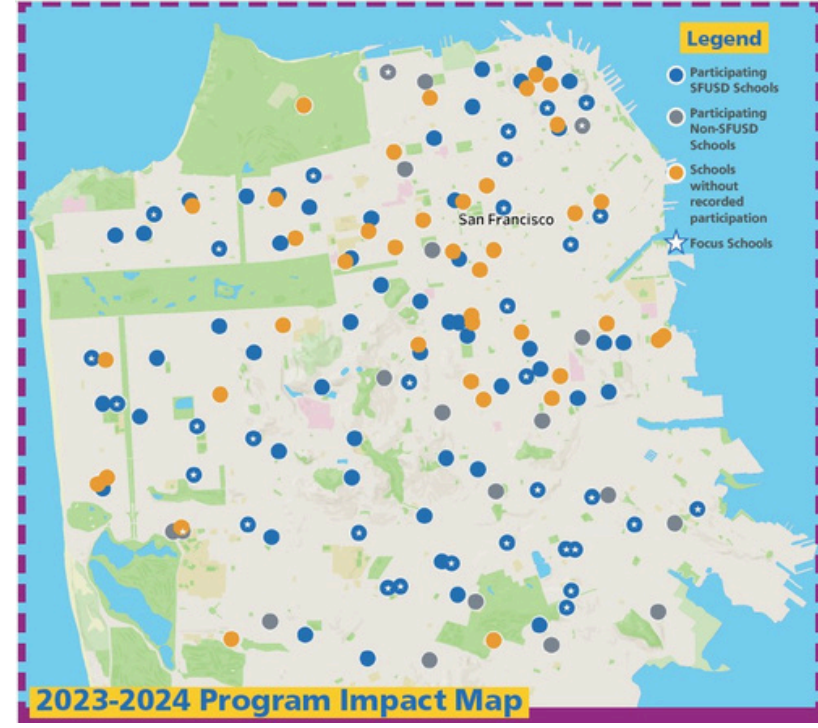 Legend
Participating
SFUSD Schools
Participating
Non-SFUSD
Schools
Schools
without
recorded
participation
Focus Schools
San Francisco
2023-2024 Program Impact Map